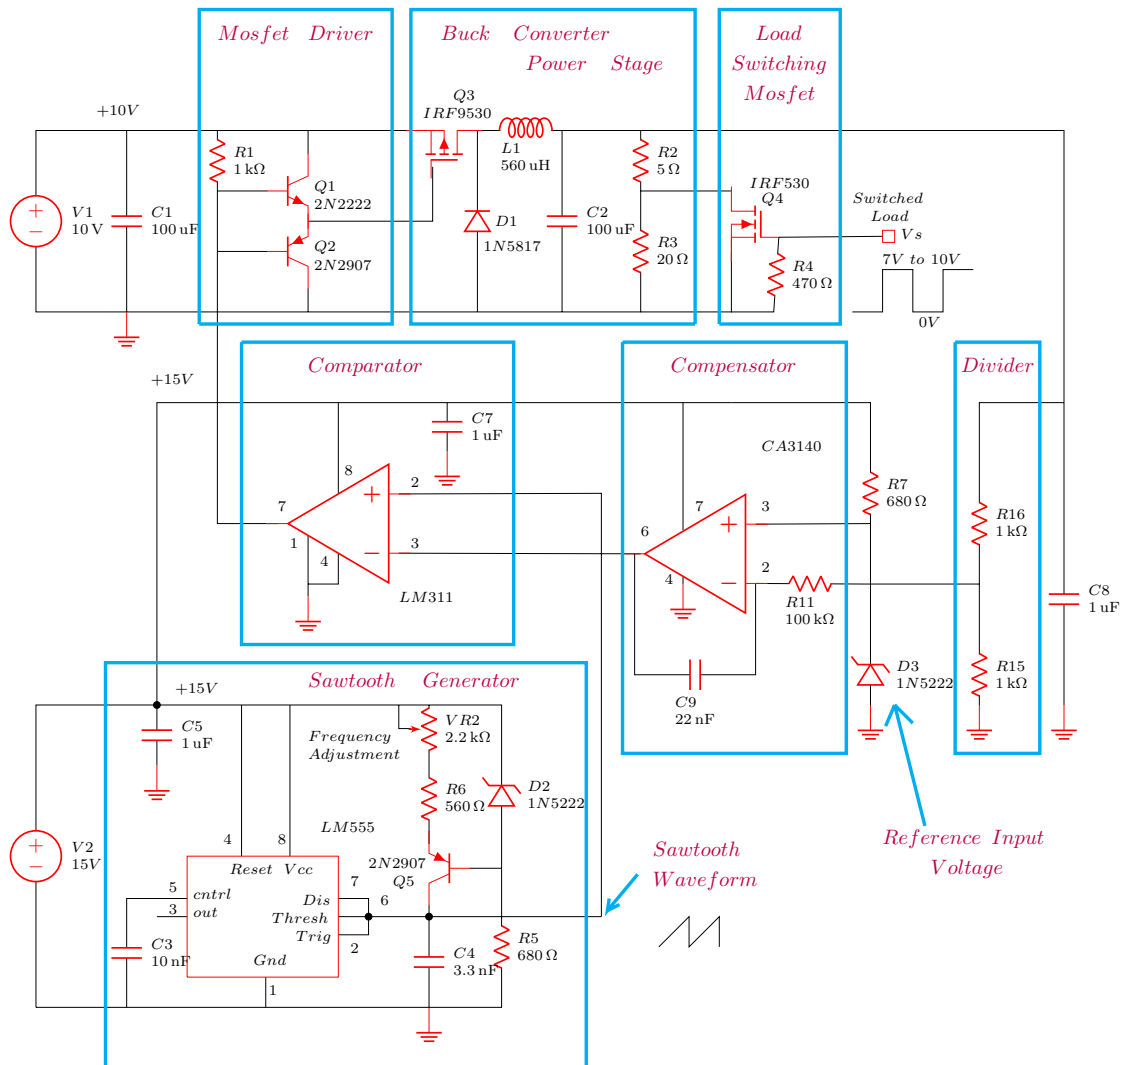 Mosfet Driver
Buck Converter
Power Stage
Load
Switching
Mosfet
+10V
Q3
IRF9530
R1
1 kΩ
Q1
2N2222
Q2
2N2907
V1
10 V
C1
100 uF
L1
560 uH
D1
1N5817
C2
100 uF
R2
5 Ω
R3
20 Ω
IRF530
Q4
R4
470 Ω
Switched
Load
Vs
7V to 10V
0V
Comparator
Compensator
Divider
+15V
C7
1 uF
8
2
7
1
4
3
LM311
CA3140
7
3
6
2
4
R7
680 Ω
R11
100 kΩ
C9
22 nF
R16
1 kΩ
R15
1 kΩ
C8
1 uF
D3
1N5222
Sawtooth Generator
+15V
C5
1 uF
Frequency
Adjustment
VR2
2.2 kΩ
R6
560 Ω
D2
1N5222
LM555
2N2907
Q5
V2
15V
4
8
Reset Vcc
5
cntrl
3
out
7
Dis
6
Thresh
Trig
2
Gnd
1
C3
10 nF
C4
3.3 nF
R5
680 Ω
Sawtooth
Waveform
Reference Input
Voltage